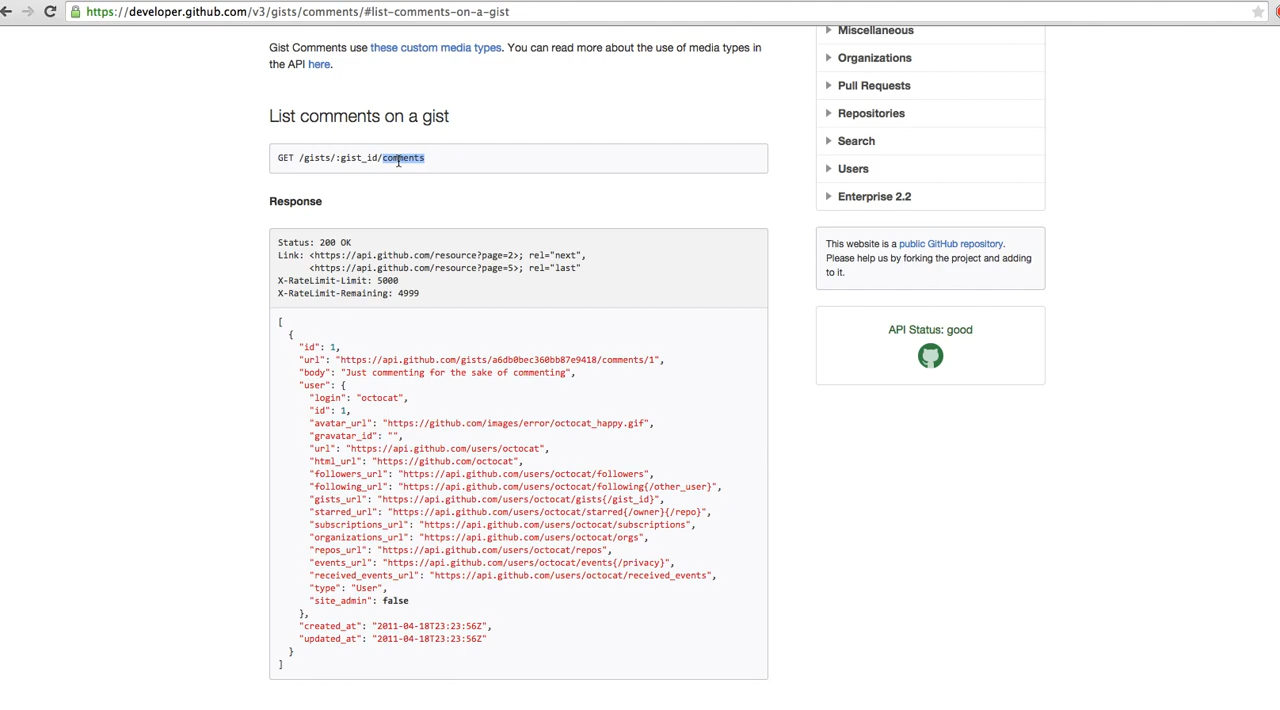 https://developer.github.com/v3/gists/comments/#list-comments-on-a-gist
Gist Comments use these custom media types. You can read more about the use of media types in
the API here.
List comments on a gist
GET /gists/:gist_id/comments
Response
Status: 200 OK
Link: <https://api.github.com/resource?page=2>; rel="next",
<https://api.github.com/resource?page=5>; rel="last"
X-RateLimit-Limit: 5000
X-RateLimit-Remaining: 4999
[
{
"id": 1,
"url": "https://api.github.com/gists/a6db0bec360bb87e9418/comments/1",
"body": "Just commenting for the sake of commenting",
"user": {
"login": "octocat",
"id": 1,
"avatar_url": "https://github.com/images/error/octocat_happy.gif",
"gravatar_id": "",
"url": "https://api.github.com/users/octocat",
"html_url": "https://github.com/octocat",
"followers_url": "https://api.github.com/users/octocat/followers",
"following_url": "https://api.github.com/users/octocat/following{/other_user}",
"gists_url": "https://api.github.com/users/octocat/gists{/gist_id}",
"starred_url": "https://api.github.com/users/octocat/starred{/owner}{/repo}",
"subscriptions_url": "https://api.github.com/users/octocat/subscriptions",
"organizations_url": "https://api.github.com/users/octocat/orgs",
"repos_url": "https://api.github.com/users/octocat/repos",
"events_url": "https://api.github.com/users/octocat/events{/privacy}",
"received_events_url": "https://api.github.com/users/octocat/received_events",
"type": "User",
"site_admin": false
},
"created_at": "2011-04-18T23:23:56Z",
"updated_at": "2011-04-18T23:23:56Z"
}
]
Miscellaneous
Organizations
Pull Requests
Repositories
Search
Users
Enterprise 2.2
This website is a public GitHub repository.
Please help us by forking the project and adding
to it.
API Status: good